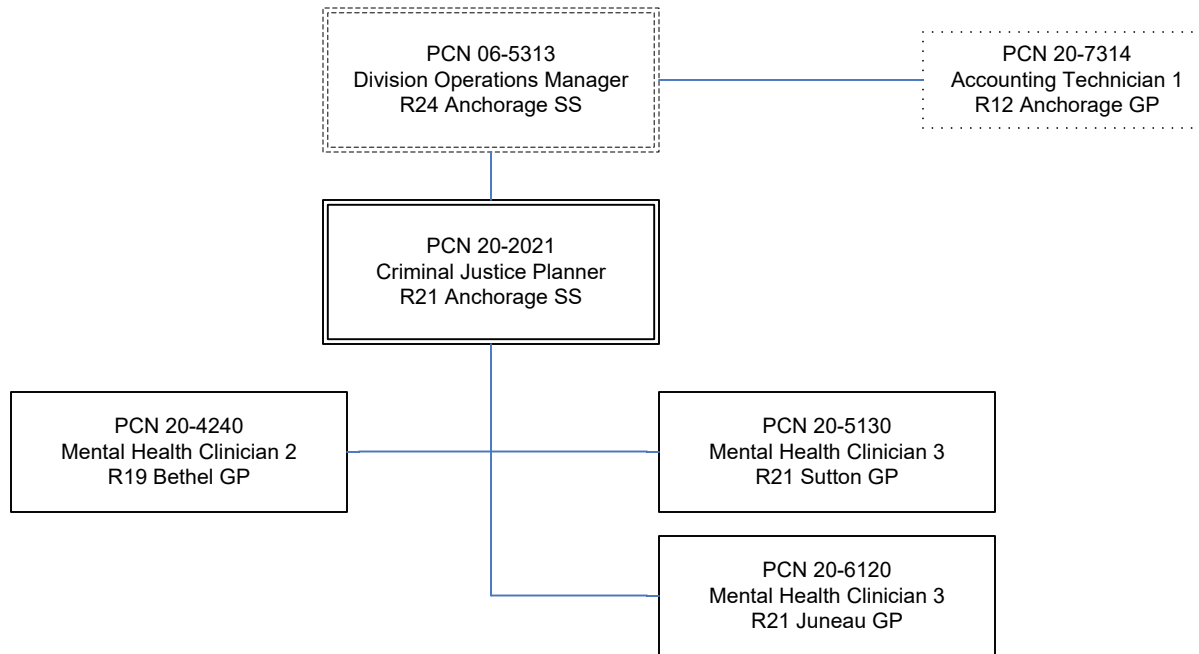 PCN 06-5313
Division Operations Manager
R24 Anchorage SS
PCN 20-7314
Accounting Technician 1
R12 Anchorage GP
PCN 20-2021
Criminal Justice Planner
R21 Anchorage SS
PCN 20-4240
Mental Health Clinician 2
R19 Bethel GP
PCN 20-5130
Mental Health Clinician 3
R21 Sutton GP
PCN 20-6120
Mental Health Clinician 3
R21 Juneau GP